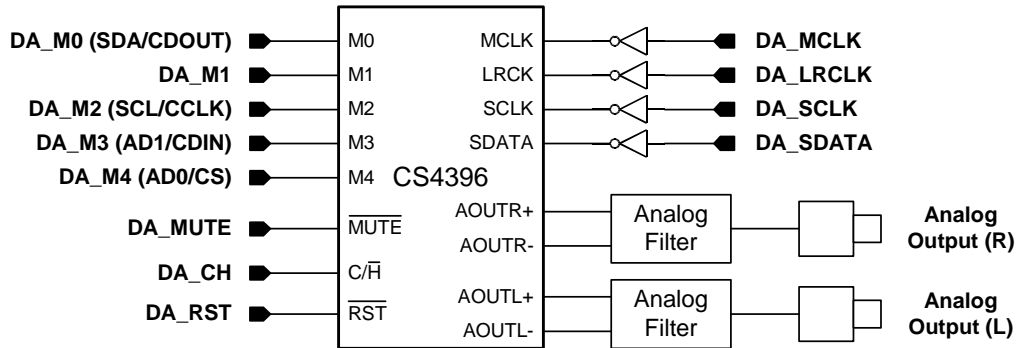 DA_M0 (SDA/CDOUT)
DA_M1
DA_M2 (SCL/CCLK)
DA_M3 (AD1/CDIN)
DA_M4 (AD0/CS)
DA_MUTE
DA_CH
DA_RST
M0
M1
M2
M3
M4
MUTE
C/H
RST
CS4396
MCLK
LRCK
SCLK
SDATA
AOUTR+
AOUTR-
AOUTL+
AOUTL-
DA_MCLK
DA_LRCLK
DA_SCLK
DA_SDATA
Analog
Filter
Analog
Output (R)
Analog
Filter
Analog
Output (L)